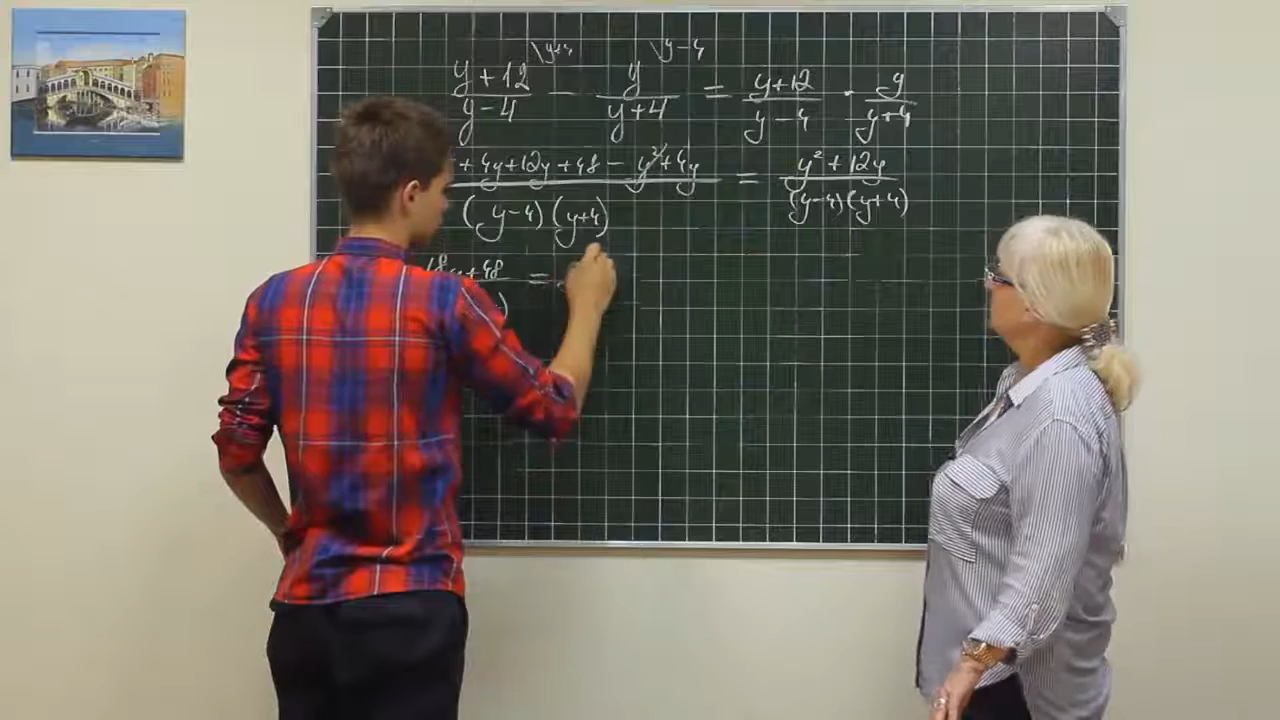 \y+4 \y-4
y+12/y-4 - y/y+4 = y+12/y-4 · y/y+4
+ 4y+12y+48 - y²+4y/(y-4)(y+4) = y²+12y/(y-4)(y+4)
+48 =